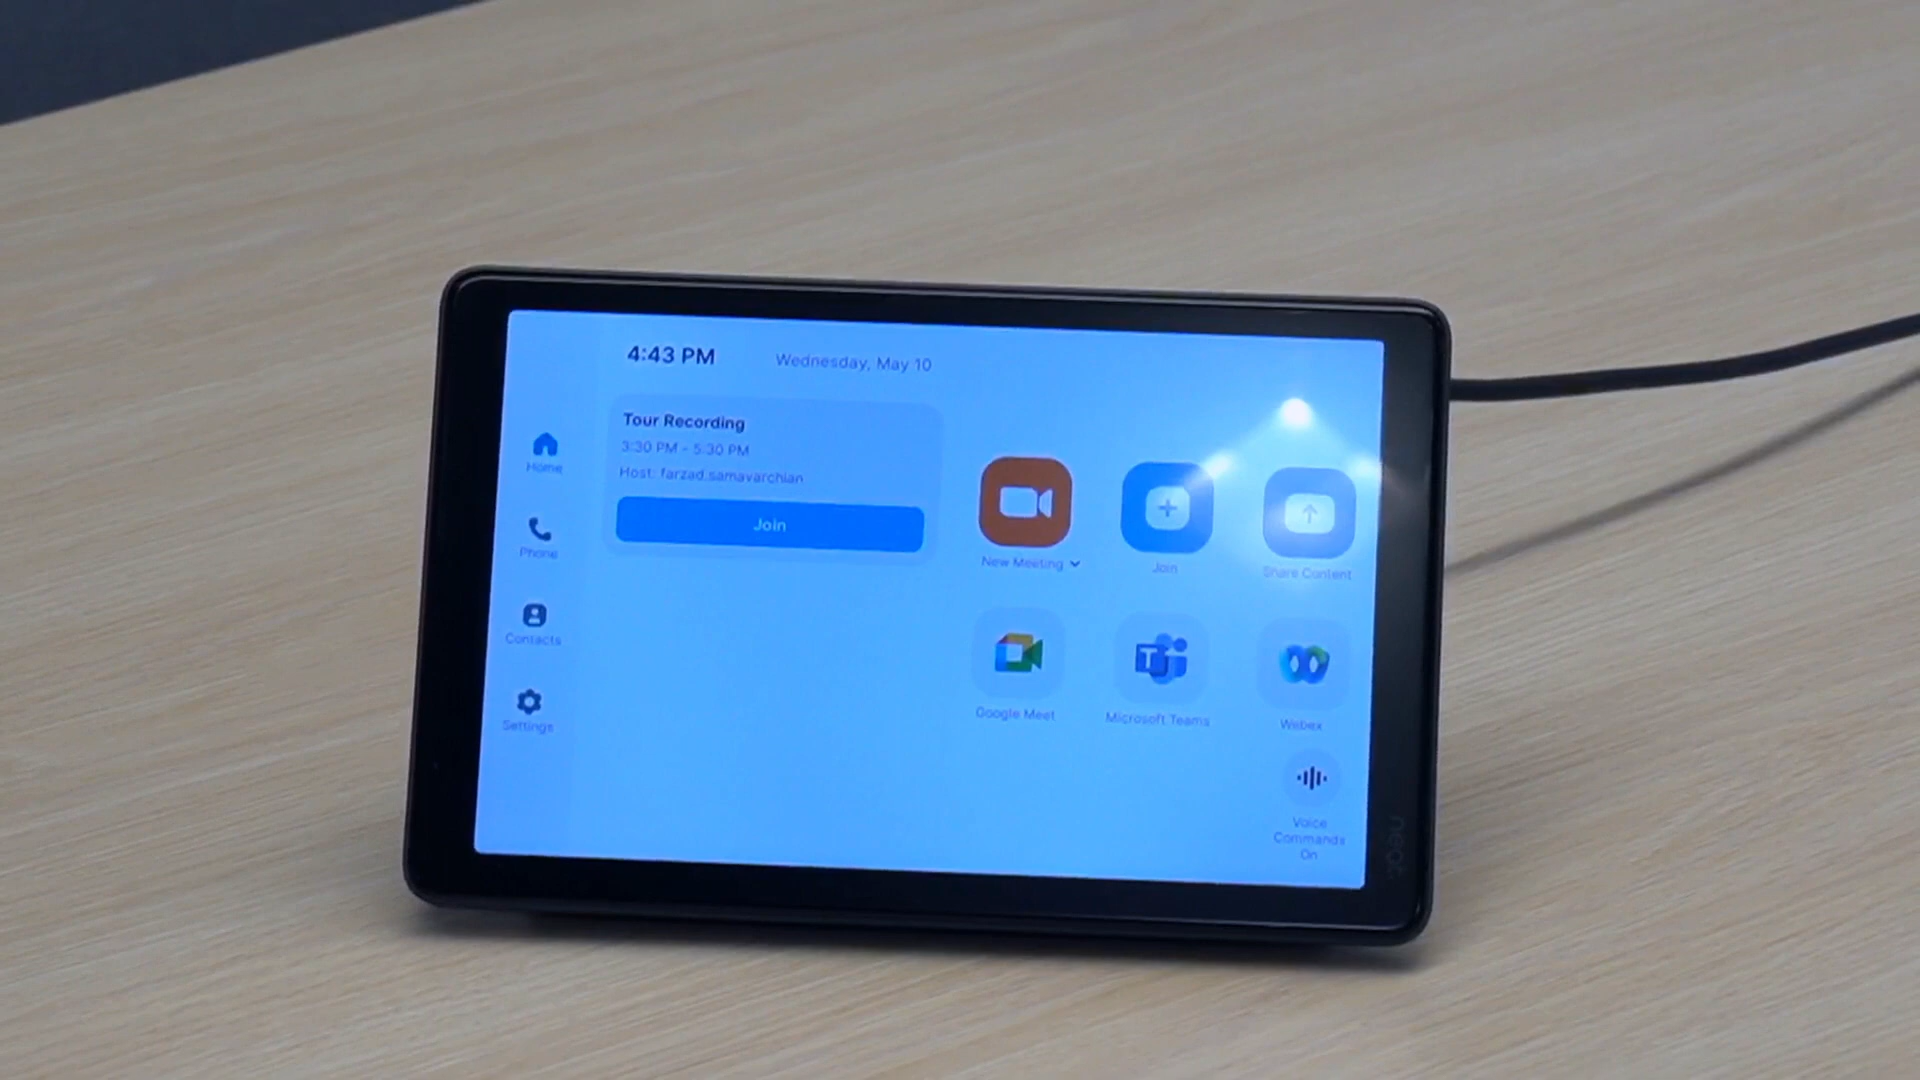 4:43 PM
Wednesday, May 10
Tour Recording
3:30 PM - 5:30 PM
Host: farzad.samavarchian
Join
Home
Phone
Contacts
Settings
New Meeting
Join
Share Content
Google Meet
T
Microsoft Teams
Webex
Voice
Commands
On
neat